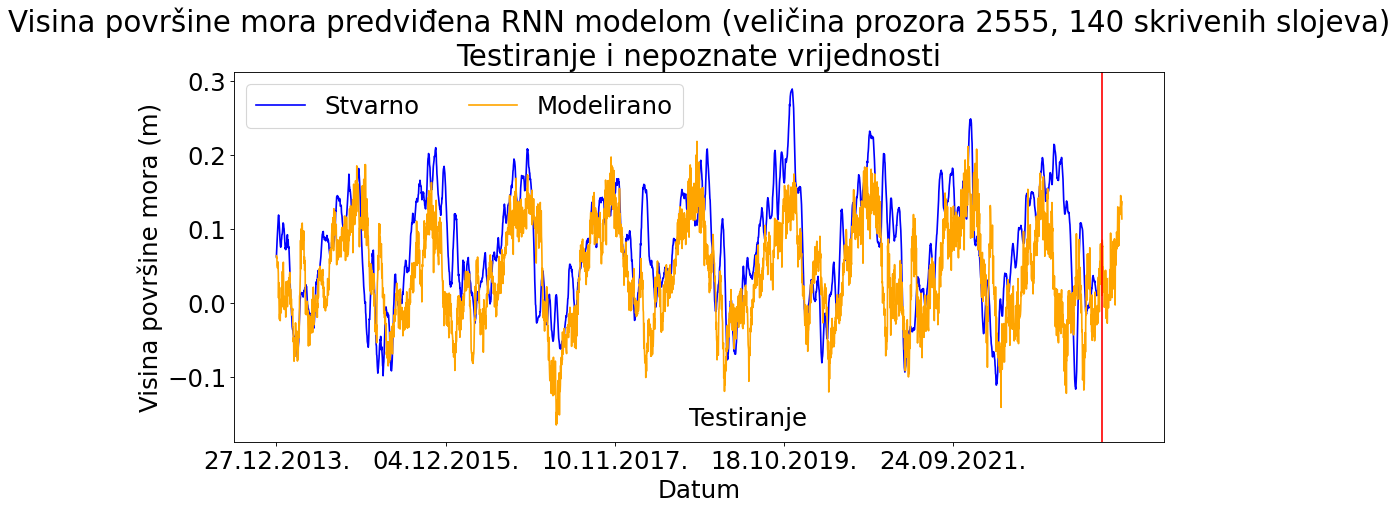 Visina površine mora predviđena RNN modelom (veličina prozora 2555, 140 skrivenih slojeva)
Testiranje i nepoznate vrijednosti
Stvarno
Modelirano
Visina površine mora (m)
0.3
0.2
0.1
0.0
−0.1
Testiranje
27.12.2013.
04.12.2015.
10.11.2017.
18.10.2019.
24.09.2021.
Datum